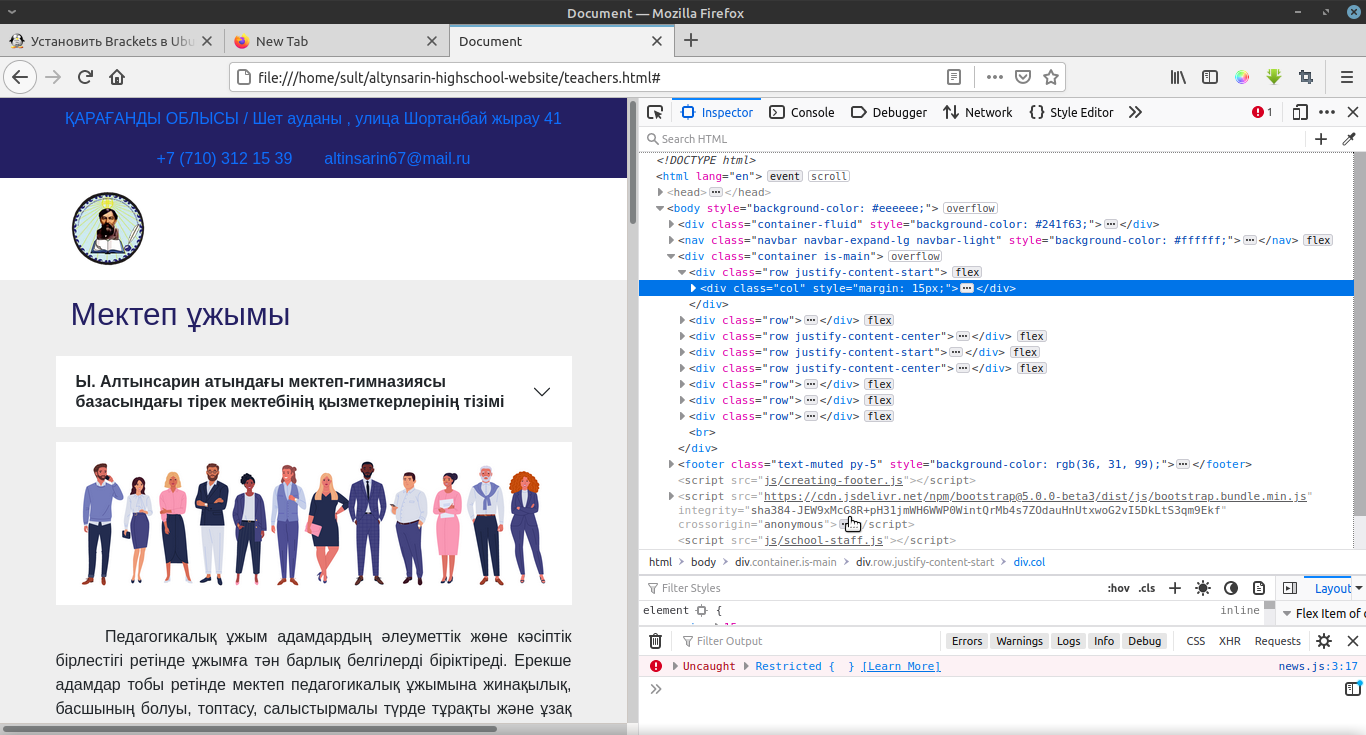 Document — Mozilla Firefox
Установить Brackets в Ubu
New Tab
Document
file:///home/sult/altynsarin-highschool-website/teachers.html#
ҚАРАҒАНДЫ ОБЛЫСЫ / Шет ауданы , улица Шортанбай жырау 41
+7 (710) 312 15 39 altinsarin67@mail.ru
Мектеп ұжымы
Ы. Алтынсарин атындағы мектеп-гимназиясы
базасындағы тірек мектебінің қызметкерлерінің тізімі
Педагогикалық ұжым адамдардың әлеуметтік және кәсіптік
бірлестігі ретінде ұжымға тән барлық белгілерді біріктіреді. Ерекше
адамдар тобы ретінде мектеп педагогикалық ұжымына жинақылық,
басшының болуы, топтасу, салыстырмалы түрде тұрақты және ұзақ
Inspector Console Debugger Network Style Editor 1
Search HTML
<!DOCTYPE html>
<html lang="en"> event scroll
<head> </head>
<body style="background-color: #eeeeee;"> overflow
<div class="container-fluid" style="background-color: #241f63;"> </div>
<nav class="navbar navbar-expand-lg navbar-light" style="background-color: #ffffff;"> </nav> flex
<div class="container is-main"> overflow
<div class="row justify-content-start"> flex
<div class="col" style="margin: 15px;"> </div>
</div>
<div class="row"> </div> flex
<div class="row justify-content-center"> </div> flex
<div class="row justify-content-start"> </div> flex
<div class="row justify-content-center"> </div> flex
<div class="row"> </div> flex
<div class="row"> </div> flex
<div class="row"> </div> flex
<br>
</div>
<footer class="text-muted py-5" style="background-color: rgb(36, 31, 99);"> </footer>
<script src="js/creating-footer.js"></script>
<script src="https://cdn.jsdelivr.net/npm/bootstrap@5.0.0-beta3/dist/js/bootstrap.bundle.min.js"
integrity="sha384-JEW9xMcG8R+pH31jmWH6WWP0WintQrMb4s7ZOdauHnUtxwoG2vI5DkLtS3qm9Ekf"
crossorigin="anonymous"> /script>
<script src="js/school-staff.js"></script>
html body div.container.is-main div.row.justify-content-start div.col
Filter Styles :hov .cls Layout
element { inline
Flex Item of
Filter Output Errors Warnings Logs Info Debug CSS XHR Requests
Uncaught Restricted { } [Learn More] news.js:3:17